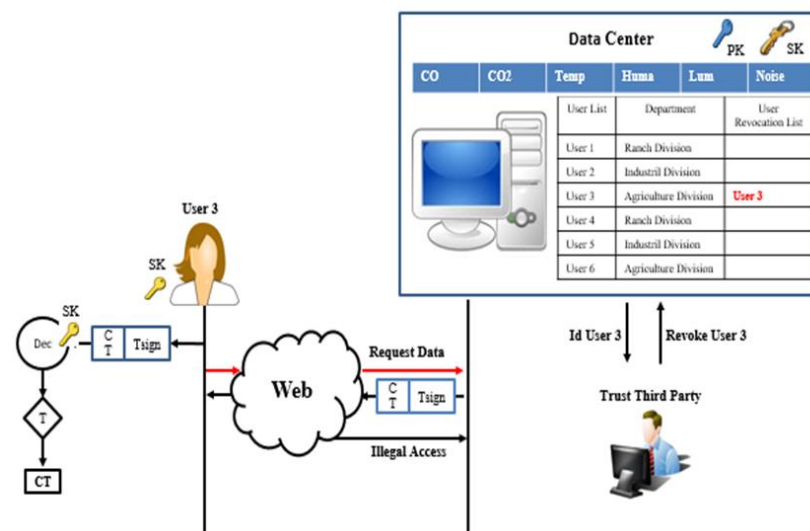 Data Center
PK
SK
CO CO2 Temp Huma Lum Noise
User List Department User
Revocation List
User 1 Ranch Division
User 2 Industril Division
User 3 Agriculture Division User 3
User 4 Ranch Division
User 5 Industril Division
User 6 Agriculture Division
User 3
SK
SK
Dec
C
T
Tsign
T
CT
Web
Request Data
C
T
Tsign
Illegal Access
Id User 3
Revoke User 3
Trust Third Party